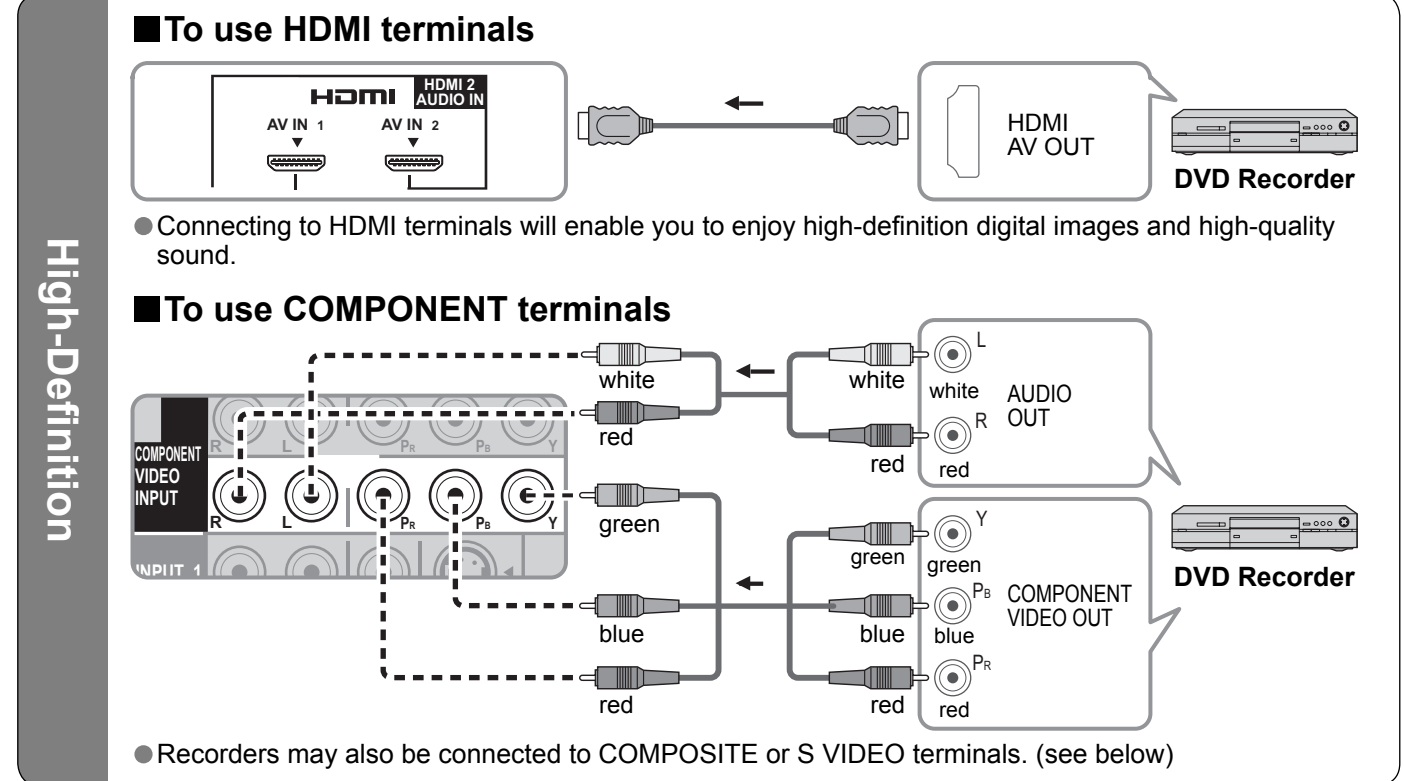 High-Definition
■To use HDMI terminals
HDMI
HDMI 2
AUDIO IN
AV IN 1
AV IN 2
HDMI
AV OUT
DVD Recorder
●Connecting to HDMI terminals will enable you to enjoy high-definition digital images and high-quality
sound.
■To use COMPONENT terminals
COMPONENT
VIDEO
INPUT
R
L
PR
PB
Y
R
L
PR
PB
Y
INPUT 1
white
red
green
blue
red
white
red
green
blue
red
L
white
R
red
AUDIO
OUT
Y
green
PB
blue
PR
red
COMPONENT
VIDEO OUT
DVD Recorder
●Recorders may also be connected to COMPOSITE or S VIDEO terminals. (see below)